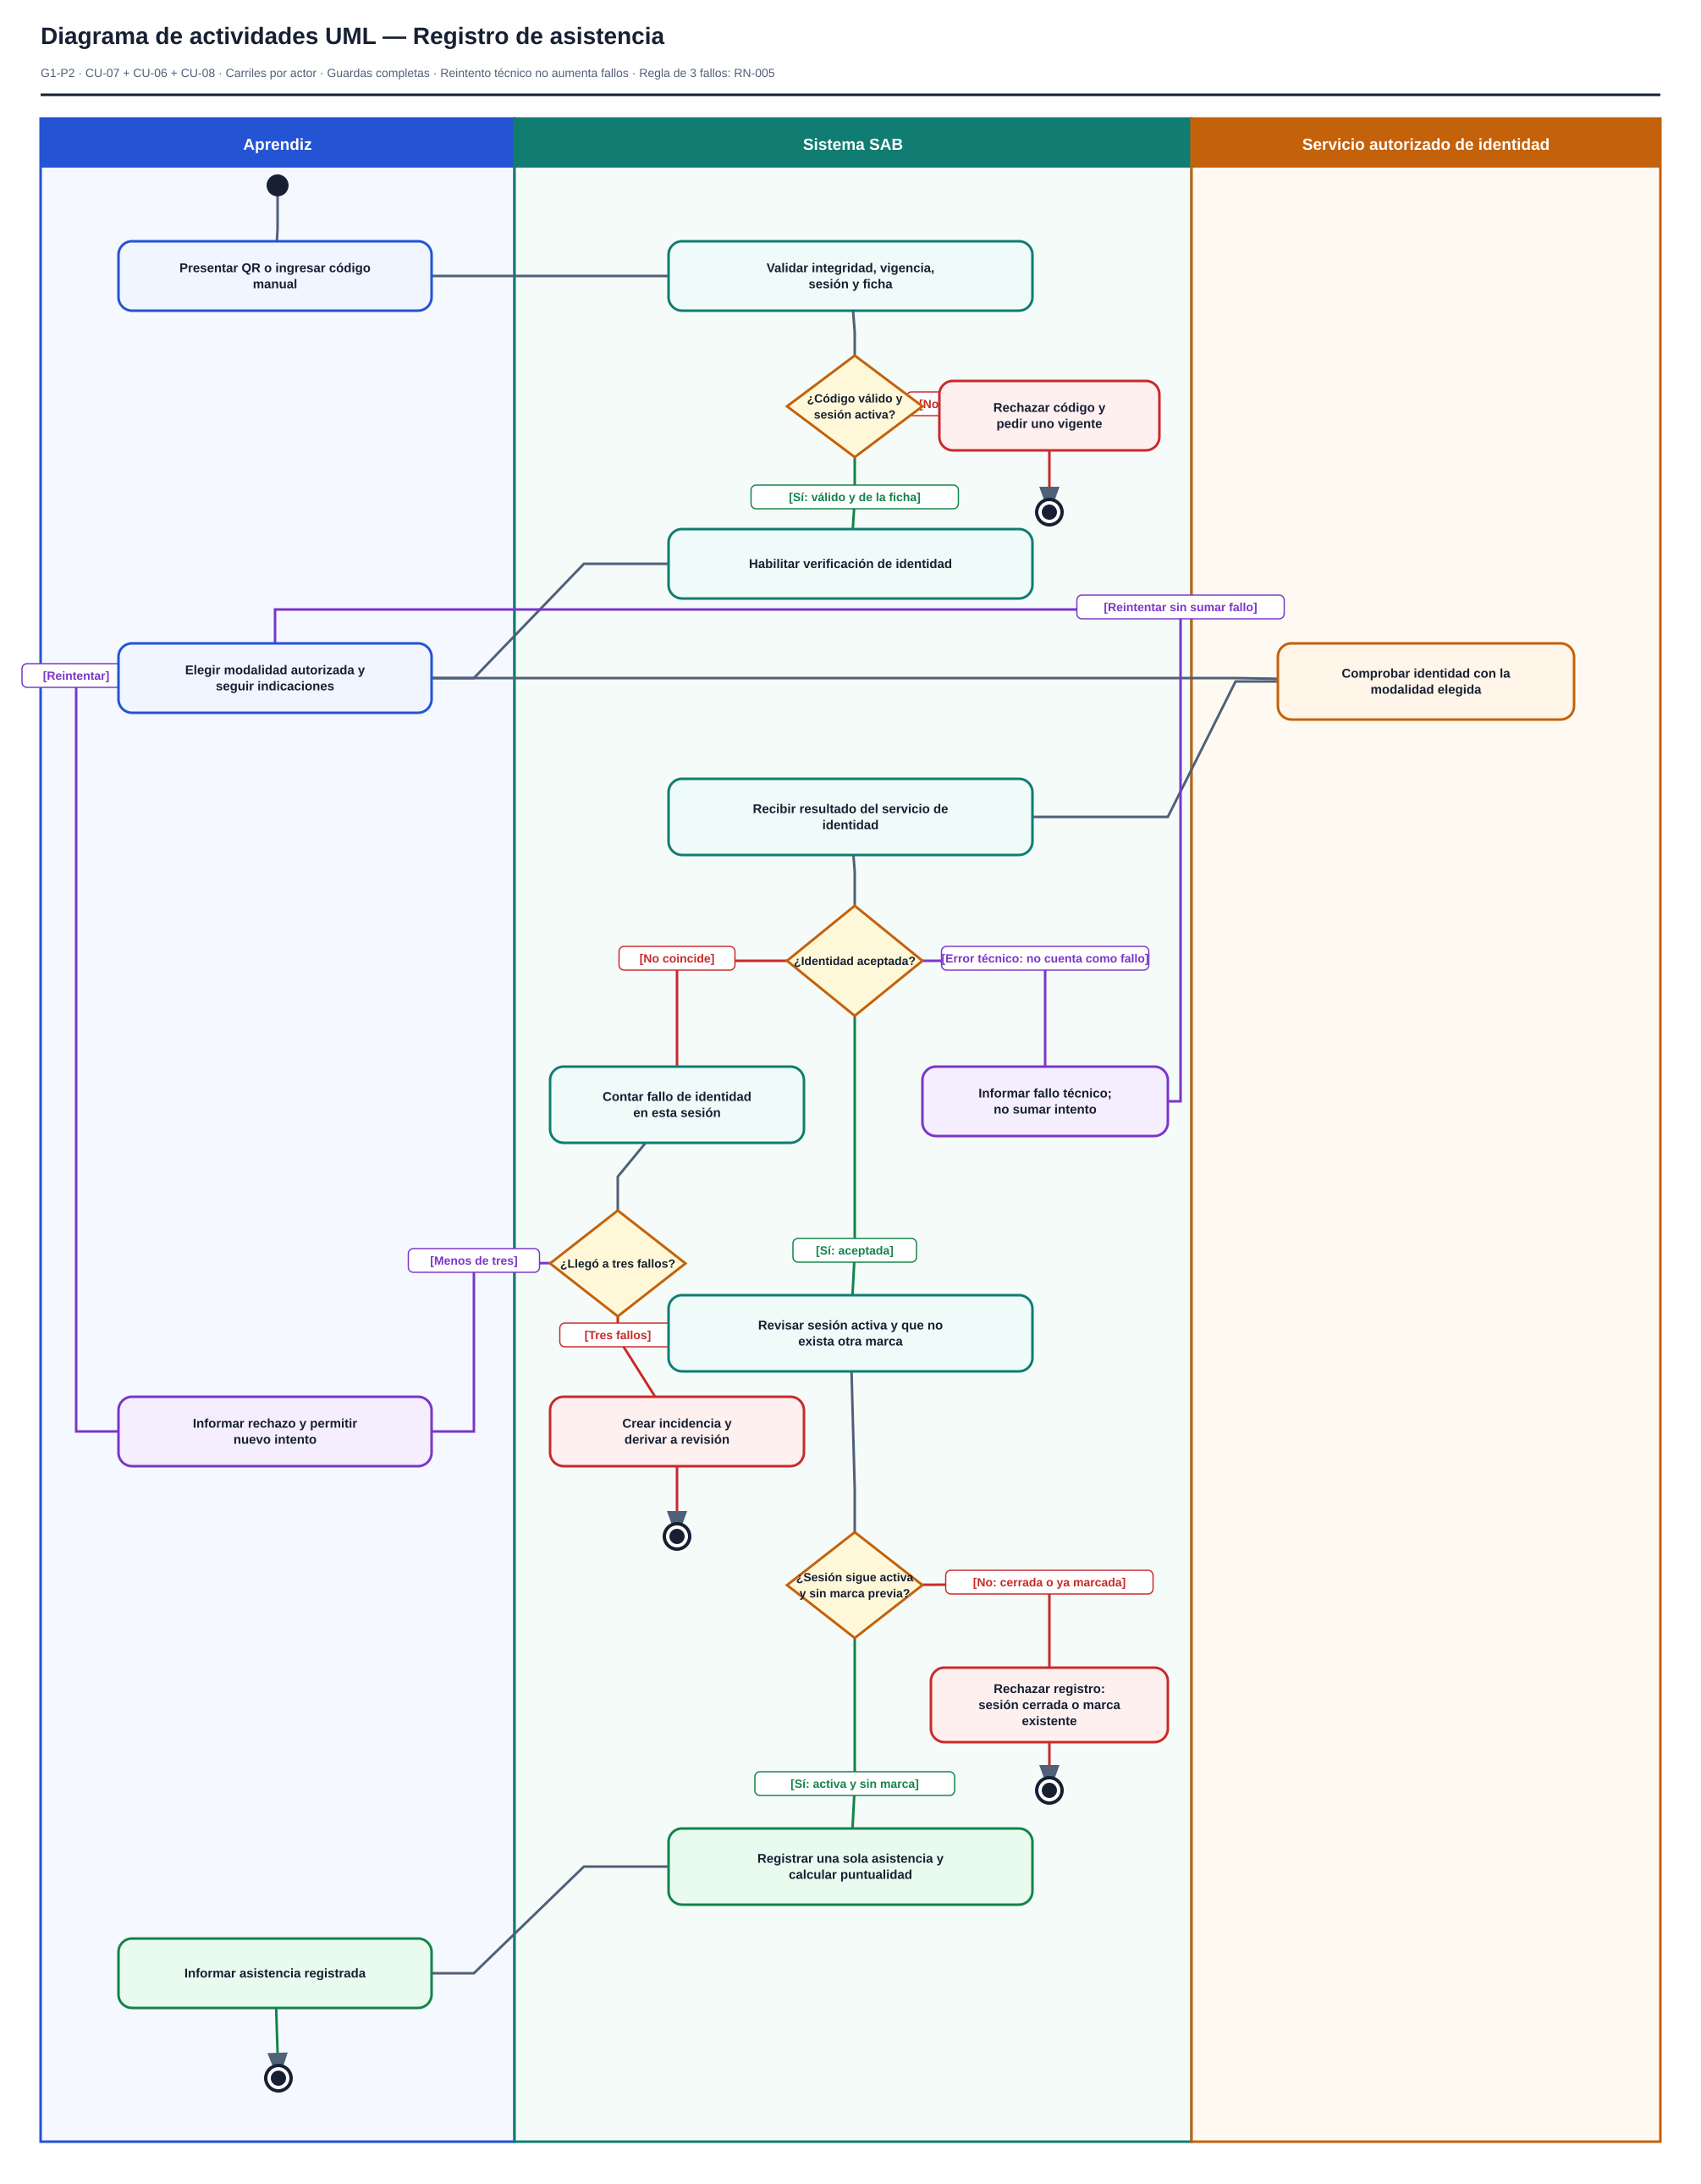 Diagrama de actividades UML — Registro de asistencia
G1-P2 · CU-07 + CU-06 + CU-08 · Carriles por actor · Guardas completas · Reintento técnico no aumenta fallos · Regla de 3 fallos: RN-005
Aprendiz
Sistema SAB
Servicio autorizado de identidad
Presentar QR o ingresar código
manual
Validar integridad, vigencia,
sesión y ficha
¿Código válido y
sesión activa?
[No
Rechazar código y
pedir uno vigente
[Sí: válido y de la ficha]
Habilitar verificación de identidad
[Reintentar sin sumar fallo]
[Reintentar]
Elegir modalidad autorizada y
seguir indicaciones
Comprobar identidad con la
modalidad elegida
Recibir resultado del servicio de
identidad
[No coincide]
¿Identidad aceptada?
[Error técnico: no cuenta como fallo]
Contar fallo de identidad
en esta sesión
Informar fallo técnico;
no sumar intento
[Menos de tres]
¿Llegó a tres fallos?
[Sí: aceptada]
[Tres fallos]
Revisar sesión activa y que no
exista otra marca
Informar rechazo y permitir
nuevo intento
Crear incidencia y
derivar a revisión
¿Sesión sigue activa
y sin marca previa?
[No: cerrada o ya marcada]
Rechazar registro:
sesión cerrada o marca
existente
[Sí: activa y sin marca]
Registrar una sola asistencia y
calcular puntualidad
Informar asistencia registrada